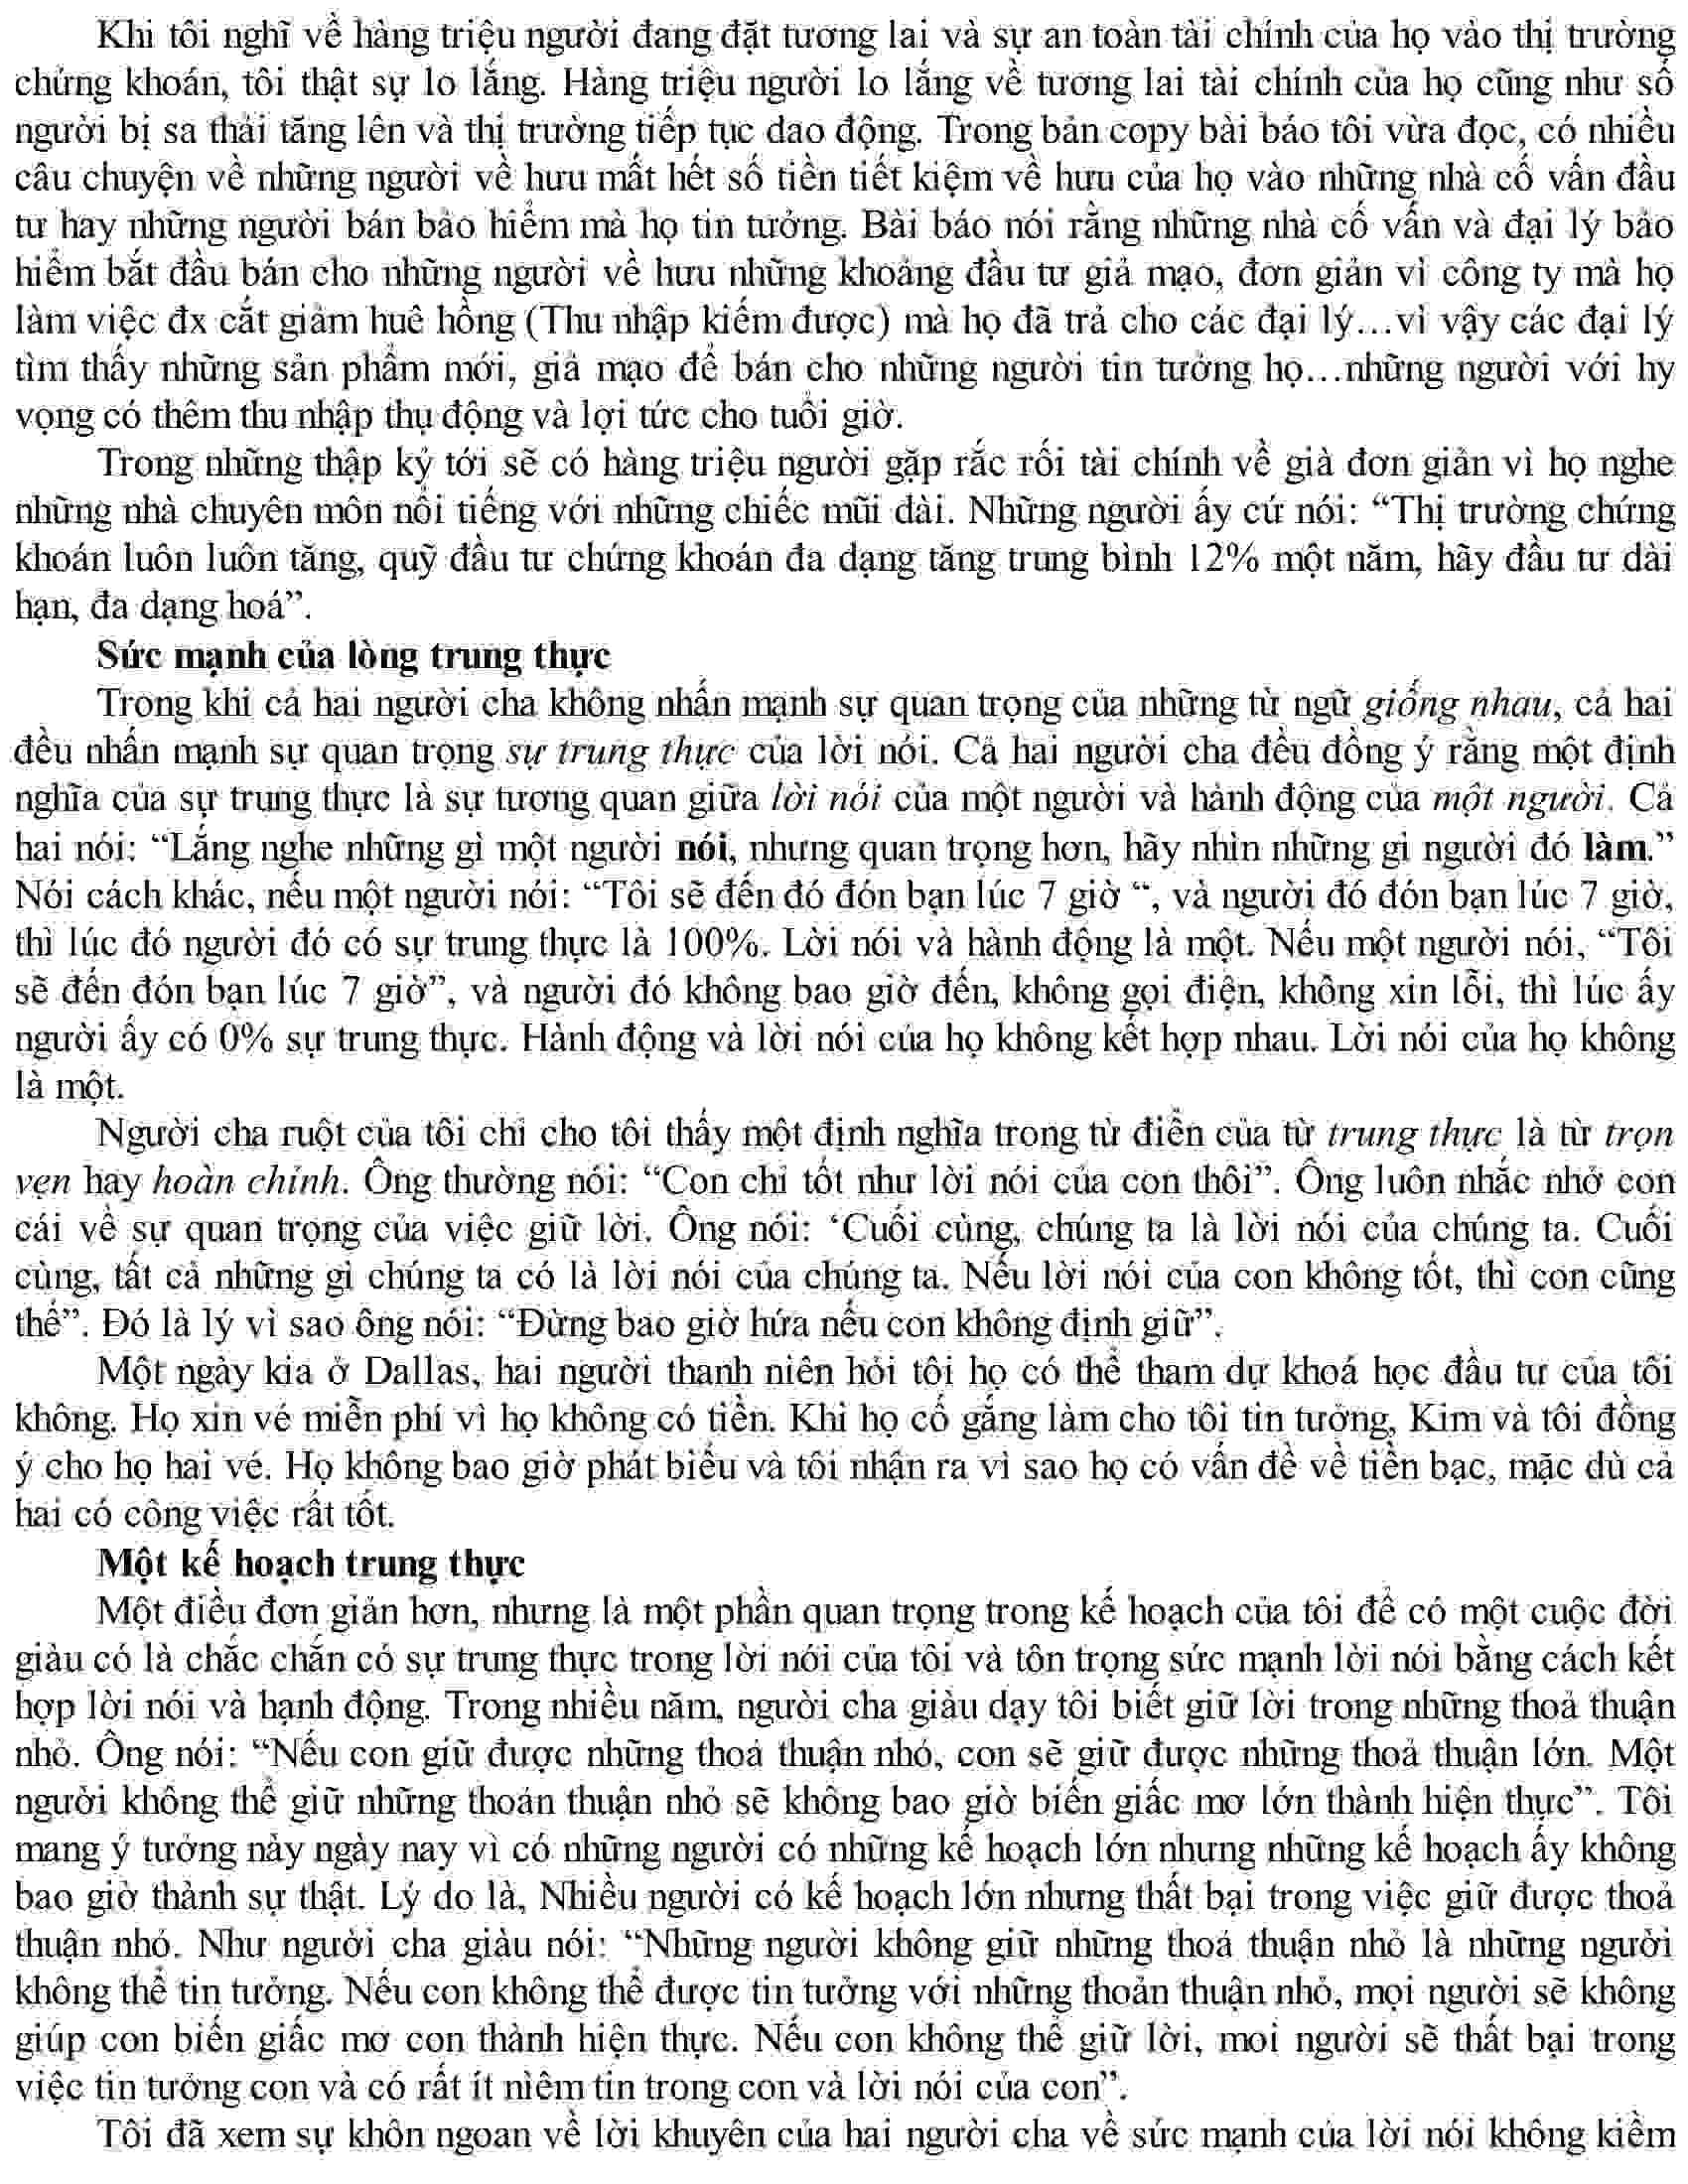 Khi tôi nghĩ về hàng triệu người đang đặt tương lai và sự an toàn tài chính của họ vào thị trường
chứng khoán, tôi thật sự lo lắng. Hàng triệu người lo lắng về tương lai tài chính của họ cũng như số
người bị sa thải tăng lên và thị trường tiếp tục dao động. Trong bản copy bài báo tôi vừa đọc, có nhiều
câu chuyện về những người về hưu mất hết số tiền tiết kiệm về hưu của họ vào những nhà cố vấn đầu
tư hay những người bán bảo hiểm mà họ tin tưởng. Bài báo nói rằng những nhà cố vấn và đại lý bảo
hiểm bắt đầu bán cho những người về hưu những khoảng đầu tư giả mạo, đơn giản vì công ty mà họ
làm việc đx cắt giảm huê hồng (Thu nhập kiếm được) mà họ đã trả cho các đại lý...vì vậy các đại lý
tìm thấy những sản phẩm mới, giả mạo để bán cho những người tin tưởng họ...những người với hy
vọng có thêm thu nhập thụ động và lợi tức cho tuổi giờ.
Trong những thập kỷ tới sẽ có hàng triệu người gặp rắc rối tài chính về già đơn giản vì họ nghe
những nhà chuyên môn nổi tiếng với những chiếc mũi dài. Những người ấy cứ nói: “Thị trường chứng
khoán luôn luôn tăng, quỹ đầu tư chứng khoán đa dạng tăng trung bình 12% một năm, hãy đầu tư dài
hạn, đa dạng hoá”.
Sức mạnh của lòng trung thực
Trong khi cả hai người cha không nhấn mạnh sự quan trọng của những từ ngữ giống nhau, cả hai
đều nhấn mạnh sự quan trọng sự trung thực của lời nói. Cả hai người cha đều đồng ý rằng một định
nghĩa của sự trung thực là sự tương quan giữa lời nói của một người và hành động của một người. Cả
hai nói: “Lắng nghe những gì một người nói, nhưng quan trọng hơn, hãy nhìn những gì người đó làm.”
Nói cách khác, nếu một người nói: “Tôi sẽ đến đó đón bạn lúc 7 giờ “, và người đó đón bạn lúc 7 giờ,
thì lúc đó người đó có sự trung thực là 100%. Lời nói và hành động là một. Nếu một người nói, “Tôi
sẽ đến đón bạn lúc 7 giờ”, và người đó không bao giờ đến, không gọi điện, không xin lỗi, thì lúc ấy
người ấy có 0% sự trung thực. Hành động và lời nói của họ không kết hợp nhau. Lời nói của họ không
là một.
Người cha ruột của tôi chỉ cho tôi thấy một định nghĩa trong từ điển của từ trung thực là từ trọn
vẹn hay hoàn chỉnh. Ông thường nói: “Con chỉ tốt như lời nói của con thôi”. Ông luôn nhắc nhở con
cái về sự quan trọng của việc giữ lời. Ông nói: ‘Cuối cùng, chúng ta là lời nói của chúng ta. Cuối
cùng, tất cả những gì chúng ta có là lời nói của chúng ta. Nếu lời nói của con không tốt, thì con cũng
thế”. Đó là lý vì sao ông nói: “Đừng bao giờ hứa nếu con không định giữ”.
Một ngày kia ở Dallas, hai người thanh niên hỏi tôi họ có thể tham dự khoá học đầu tư của tôi
không. Họ xin vé miễn phí vì họ không có tiền. Khi họ cố gắng làm cho tôi tin tưởng, Kim và tôi đồng
ý cho họ hai vé. Họ không bao giờ phát biểu và tôi nhận ra vì sao họ có vấn đề về tiền bạc, mặc dù cả
hai có công việc rất tốt.
Một kế hoạch trung thực
Một điều đơn giản hơn, nhưng là một phần quan trọng trong kế hoạch của tôi để có một cuộc đời
giàu có là chắc chắn có sự trung thực trong lời nói của tôi và tôn trọng sức mạnh lời nói bằng cách kết
hợp lời nói và hạnh động. Trong nhiều năm, người cha giàu dạy tôi biết giữ lời trong những thoả thuận
nhỏ. Ông nói: “Nếu con giữ được những thoả thuận nhỏ, con sẽ giữ được những thoả thuận lớn. Một
người không thể giữ những thoản thuận nhỏ sẽ không bao giờ biến giấc mơ lớn thành hiện thực”. Tôi
mang ý tưởng này ngày nay vì có những người có những kế hoạch lớn nhưng những kế hoạch ấy không
bao giờ thành sự thật. Lý do là, Nhiều người có kế hoạch lớn nhưng thất bại trong việc giữ được thoả
thuận nhỏ. Như người cha giàu nói: “Những người không giữ những thoả thuận nhỏ là những người
không thể tin tưởng. Nếu con không thể được tin tưởng với những thoản thuận nhỏ, mọi người sẽ không
giúp con biến giấc mơ con thành hiện thực. Nếu con không thể giữ lời, moi người sẽ thất bại trong
việc tin tưởng con và có rất ít nìêm tin trong con và lời nói của con”.
Tôi đã xem sự khôn ngoan về lời khuyên của hai người cha về sức mạnh của lời nói không kiềm